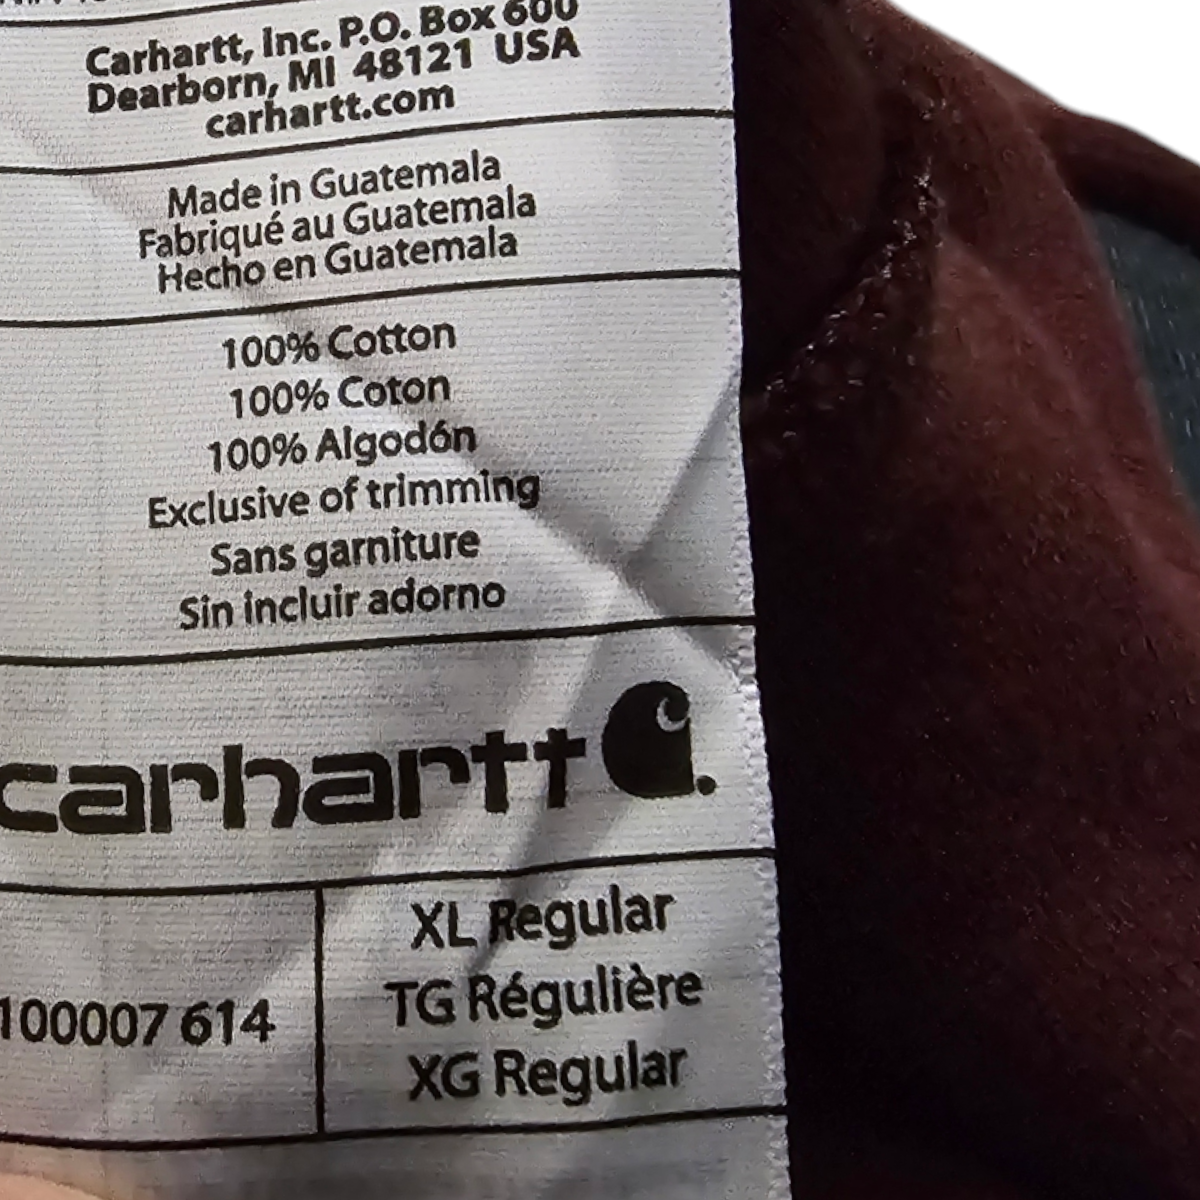 Carhartt, Inc. P.O. Box 600
Dearborn, MI 48121 USA
carhartt.com
Made in Guatemala
Fabriqué au Guatemala
Hecho en Guatemala
100% Cotton
100% Coton
100% Algodón
Exclusive of trimming
Sans garniture
Sin incluir adorno
carhartt
100007 614
XL Regular
TG Régulière
XG Regular